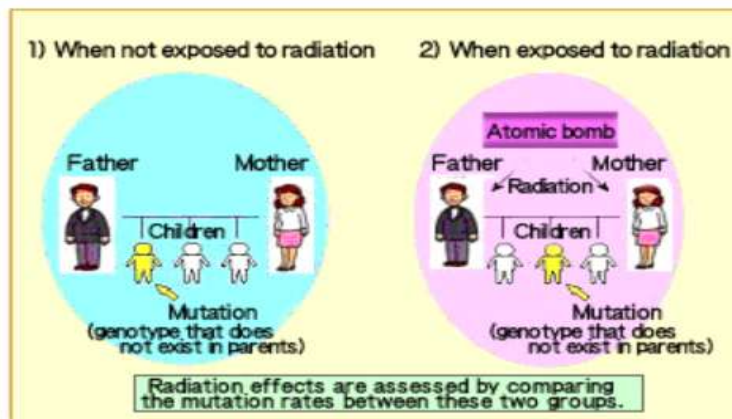 1) When not exposed to radiation
2) When exposed to radiation
Father
Mother
Children
Mutation
(genotype that does
not exist in parents)
Atomic bomb
Father
Mother
Radiation
Children
Mutation
(genotype that does
not exist in parents)
Radiation effects are assessed by comparing
the mutation rates between these two groups.